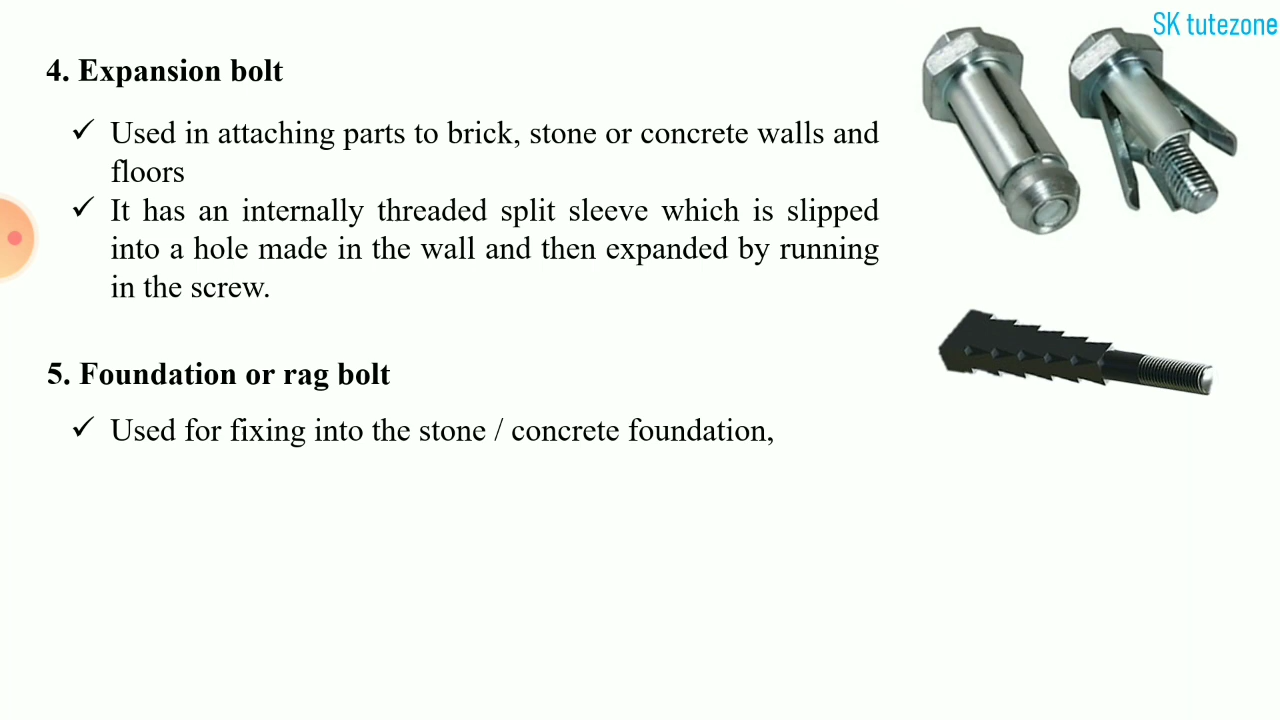 SK tutezone
4. Expansion bolt
✓ Used in attaching parts to brick, stone or concrete walls and
floors
✓ It has an internally threaded split sleeve which is slipped
into a hole made in the wall and then expanded by running
in the screw.
5. Foundation or rag bolt
✓ Used for fixing into the stone / concrete foundation,